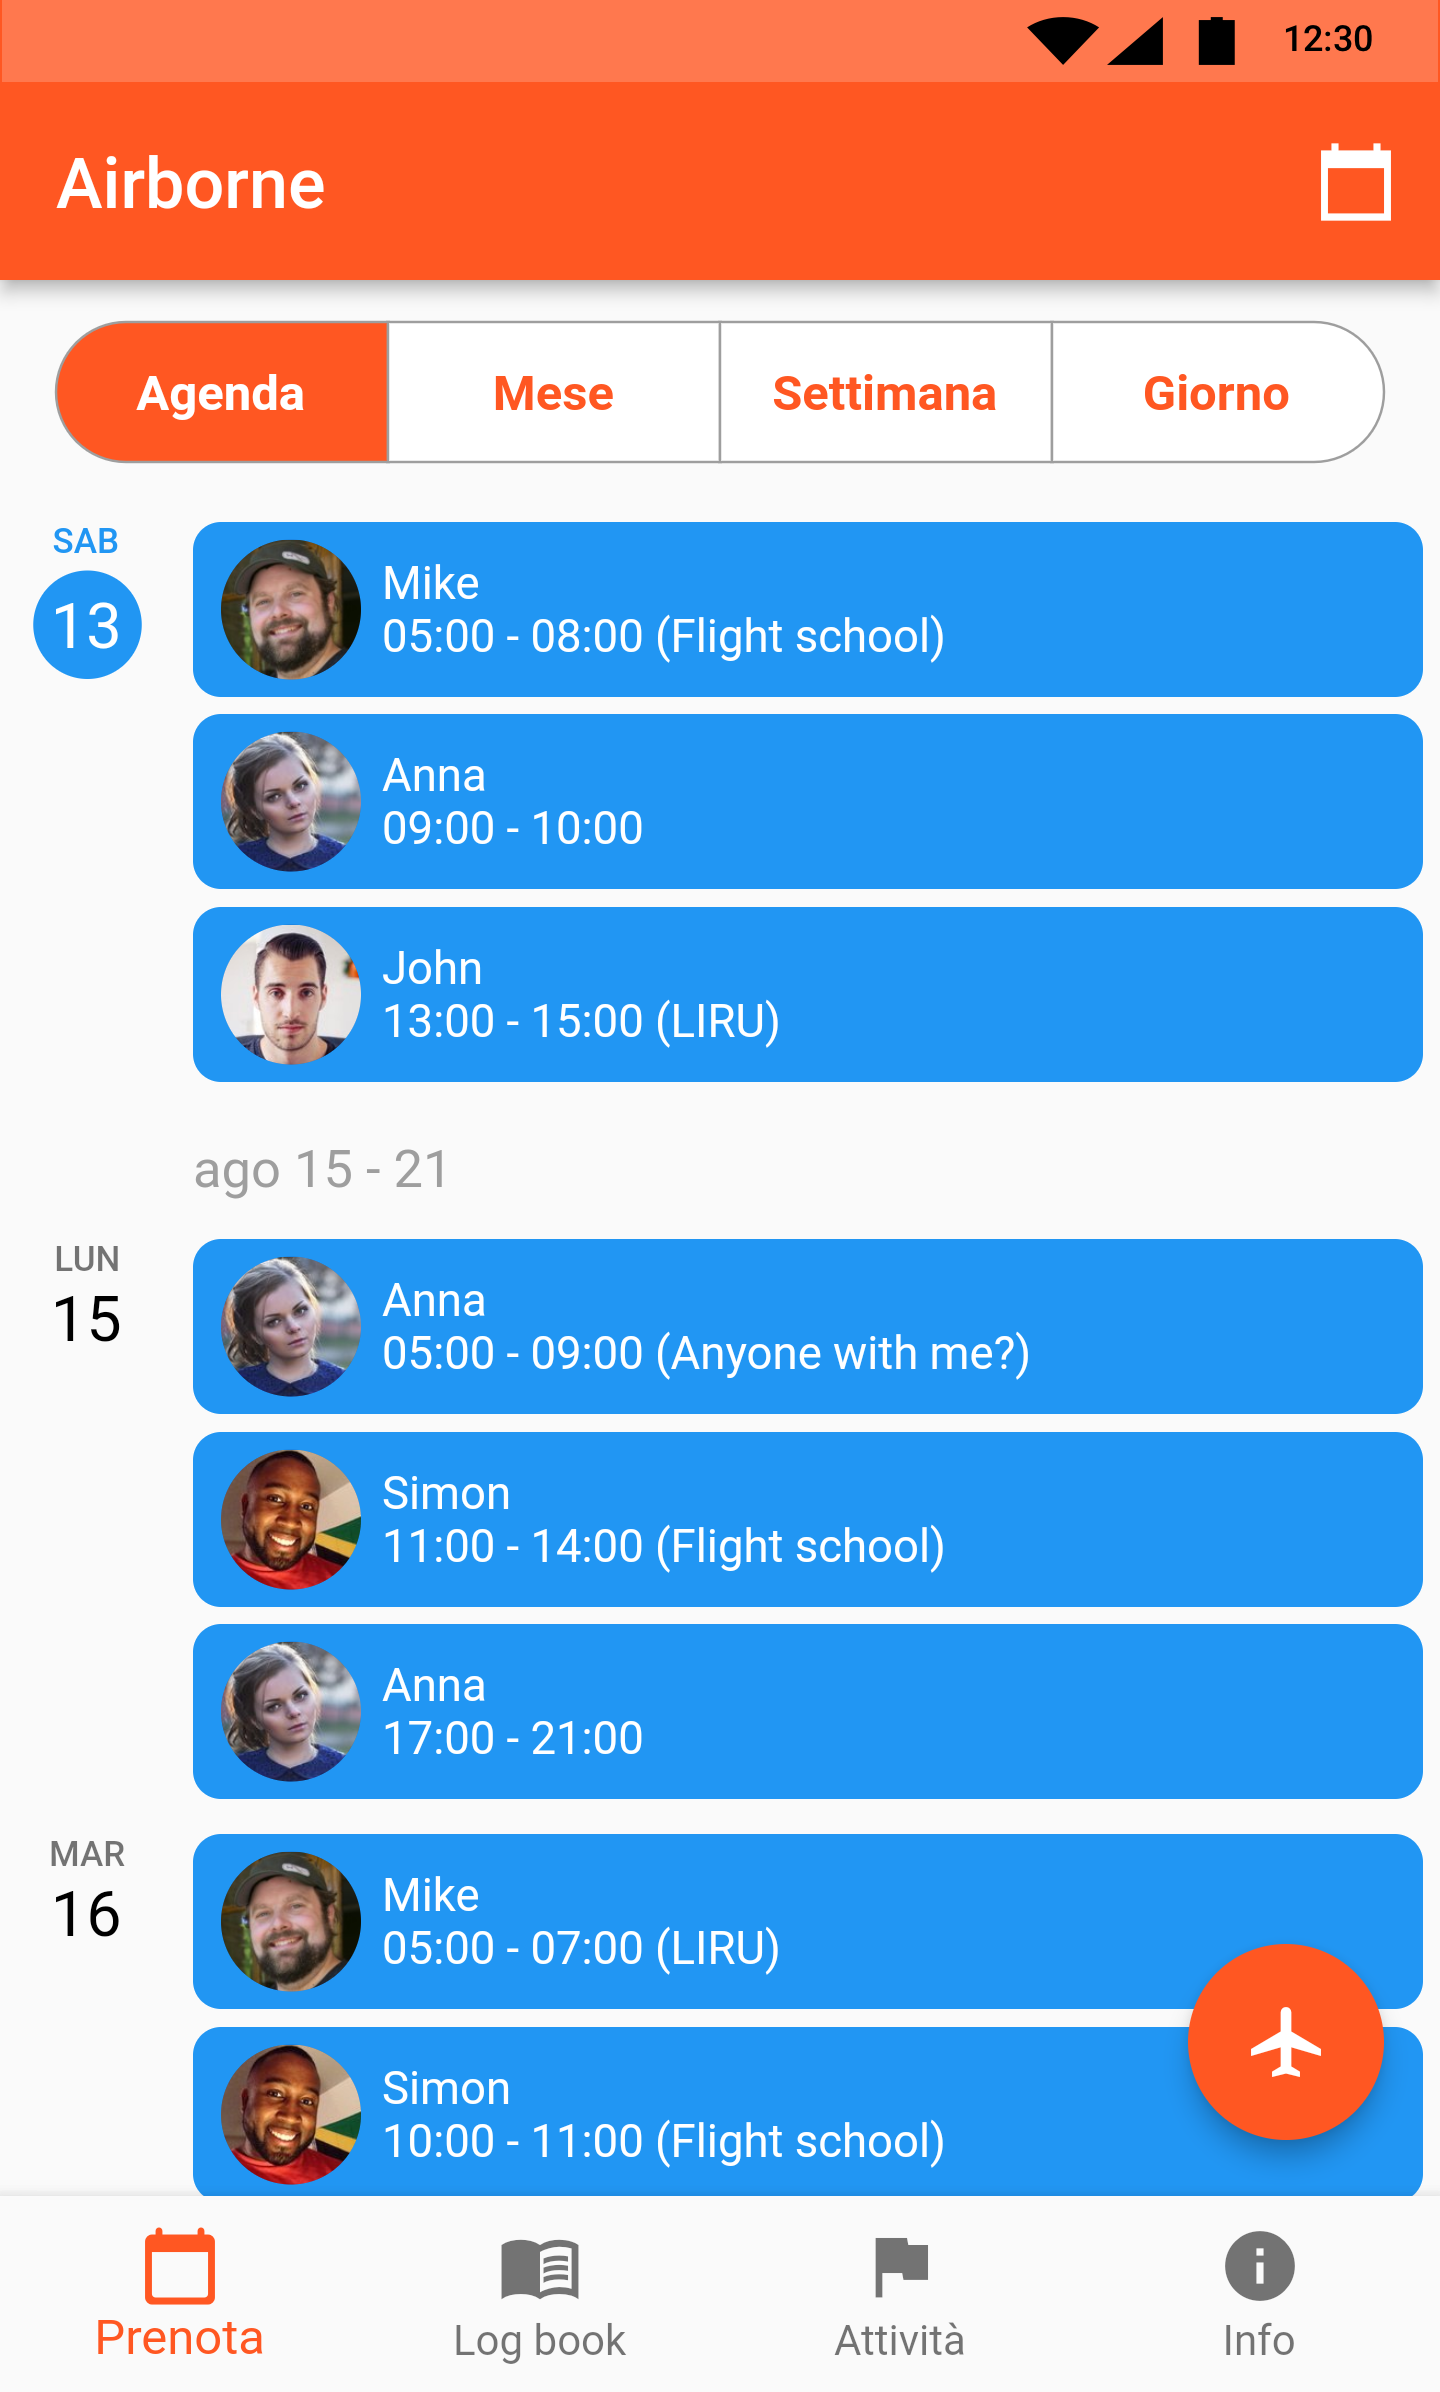 12:30
Airborne
Agenda
Mese
Settimana
Giorno
SAB
13
Mike
05:00 - 08:00 (Flight school)
Anna
09:00 - 10:00
John
13:00 - 15:00 (LIRU)
ago 15 - 21
LUN
15
Anna
05:00 - 09:00 (Anyone with me?)
Simon
11:00 - 14:00 (Flight school)
Anna
17:00 - 21:00
MAR
16
Mike
05:00 - 07:00 (LIRU)
Simon
10:00 - 11:00 (Flight school)
Prenota
Log book
Attività
Info